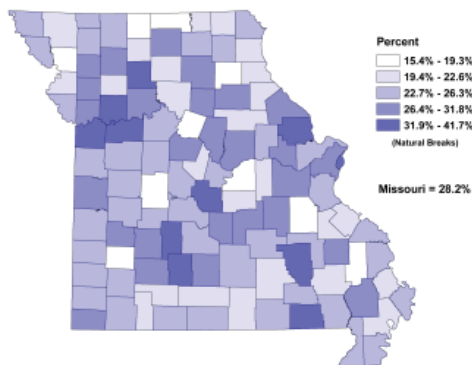 Percent
15.4% - 19.3%
19.4% - 22.6%
22.7% - 26.3%
26.4% - 31.8%
31.9% - 41.7%
(Natural Breaks)
Missouri = 28.2%